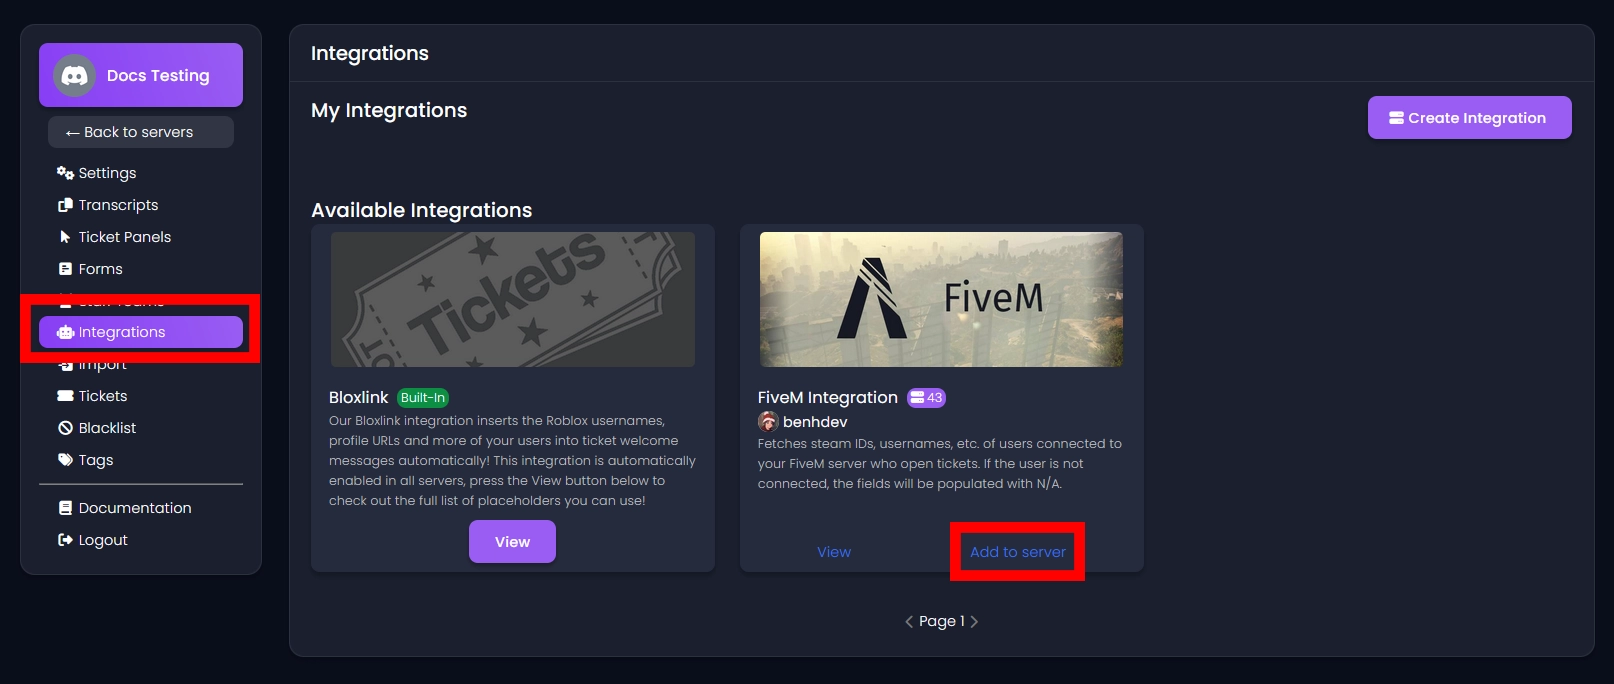 Docs Testing
← Back to servers
Settings
Transcripts
Ticket Panels
Forms
Staff Teams
Integrations
Import
Tickets
Blacklist
Tags
Documentation
Logout
Integrations
My Integrations
Create Integration
Available Integrations
Tickets
Bloxlink Built-In
Our Bloxlink integration inserts the Roblox usernames,
profile URLs and more of your users into ticket welcome
messages automatically! This integration is automatically
enabled in all servers, press the View button below to
check out the full list of placeholders you can use!
View
FiveM
FiveM Integration 43
benhdev
Fetches steam IDs, usernames, etc. of users connected to
your FiveM server who open tickets. If the user is not
connected, the fields will be populated with N/A.
View
Add to server
Page 1